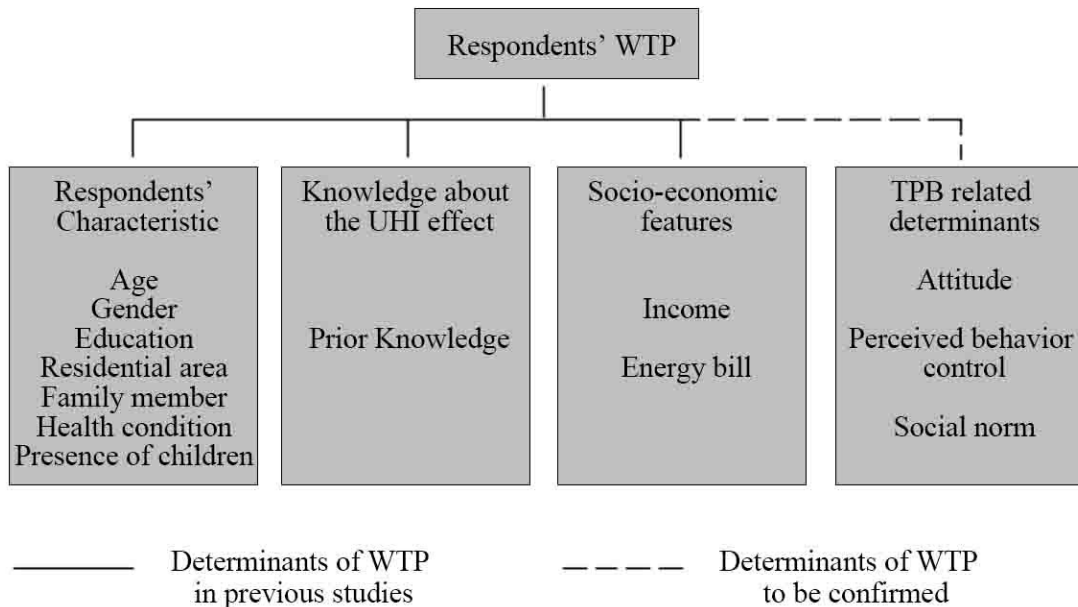 Respondents’ WTP
Respondents’
Characteristic
Age
Gender
Education
Residential area
Family member
Health condition
Presence of children
Knowledge about
the UHI effect
Prior Knowledge
Socio-economic
features
Income
Energy bill
TPB related
determinants
Attitude
Perceived behavior
control
Social norm
Determinants of WTP
in previous studies
Determinants of WTP
to be confirmed